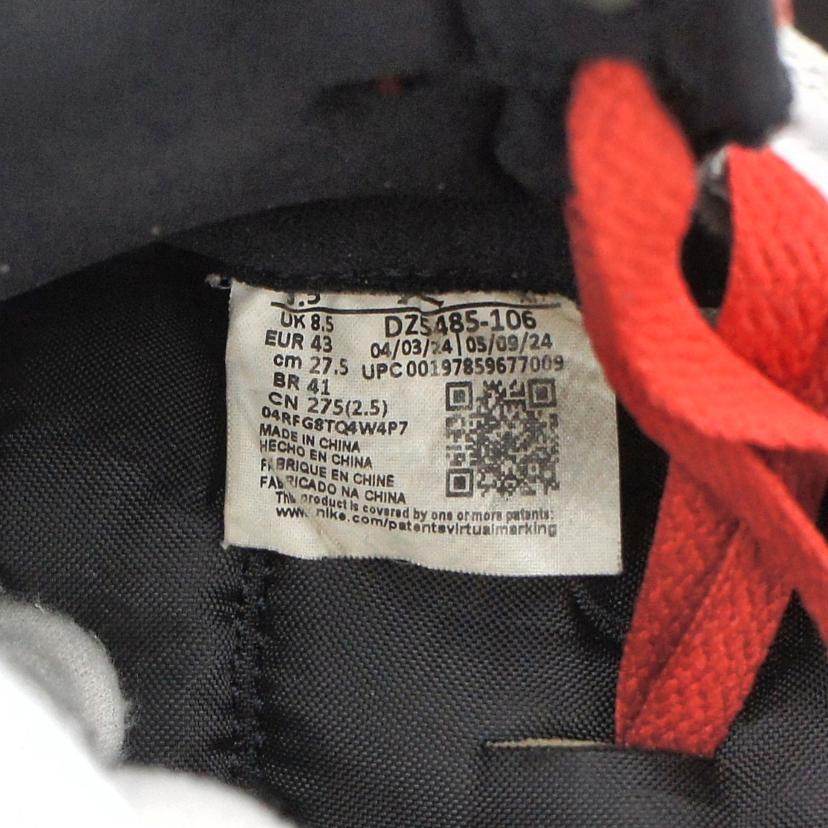 UK 8.5
EUR 43
cm 27.5
BR 41
CN 275(2.5)
DZ5485-106
04/03/24|05/09/24
UPC 00197859677009
04RFG8TQ4W4P7
MADE IN CHINA
HECHO EN CHINA
FABRIQUE EN CHINE
FABRICADO NA CHINA
This product is covered by one or more patents:
www.nike.com/patentsvirtualmarking